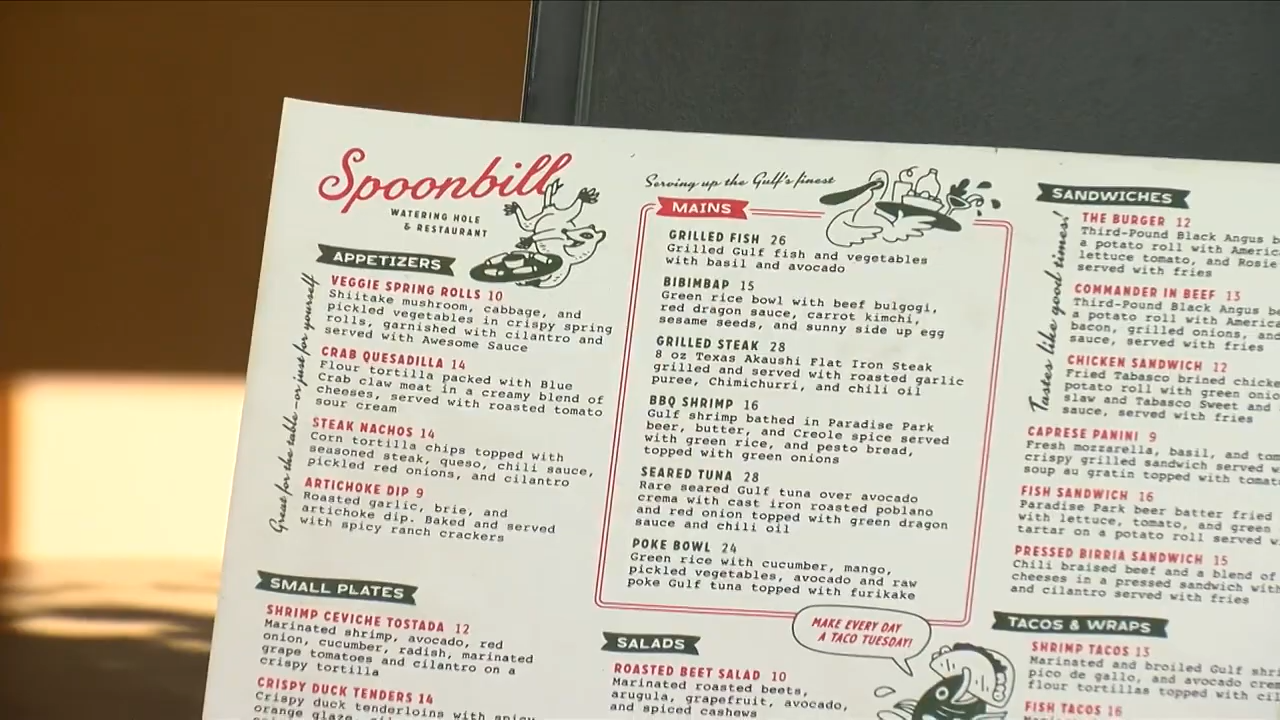 Spoonbill
WATERING HOLE
& RESTAURANT
APPETIZERS
Great for the table—or just for yourself
VEGGIE SPRING ROLLS 10
Shiitake mushroom, cabbage, and
pickled vegetables in crispy spring
rolls, garnished with cilantro and
served with Awesome Sauce
CRAB QUESADILLA 14
Flour tortilla packed with Blue
Crab claw meat in a creamy blend of
cheeses, served with roasted tomato
sour cream
STEAK NACHOS 14
Corn tortilla chips topped with
seasoned steak, queso, chili sauce,
pickled red onions, and cilantro
ARTICHOKE DIP 9
Roasted garlic, brie, and
artichoke dip. Baked and served
with spicy ranch crackers
SMALL PLATES
SHRIMP CEVICHE TOSTADA 12
Marinated shrimp, avocado, red
onion, cucumber, radish, marinated
grape tomatoes and cilantro on a
crispy tortilla
CRISPY DUCK TENDERS 14
Crispy duck tenderloins with spicy
orange glaze,
Serving up the Gulf's finest
MAINS
GRILLED FISH 26
Grilled Gulf fish and vegetables
with basil and avocado
BIBIMBAP 15
Green rice bowl with beef bulgogi,
red dragon sauce, carrot kimchi,
sesame seeds, and sunny side up egg
GRILLED STEAK 28
8 oz Texas Akaushi Flat Iron Steak
grilled and served with roasted garlic
puree, Chimichurri, and chili oil
BBQ SHRIMP 16
Gulf shrimp bathed in Paradise Park
beer, butter, and Creole spice served
with green rice, and pesto bread,
topped with green onions
SEARED TUNA 28
Rare seared Gulf tuna over avocado
crema with cast iron roasted poblano
and red onion topped with green dragon
sauce and chili oil
POKE BOWL 24
Green rice with cucumber, mango,
pickled vegetables, avocado and raw
poke Gulf tuna topped with furikake
MAKE EVERY DAY
A TACO TUESDAY!
SALADS
ROASTED BEET SALAD 10
Marinated roasted beets,
arugula, grapefruit, avocado,
and spiced cashews
SANDWICHES
Tastes like good times!
THE BURGER 12
Third-Pound Black Angus
a potato roll with
lettuce tomato, and Rosie
served with fries
COMMANDER IN BEEF 13
Third-Pound Black Angus
a potato roll with
bacon, grilled onions, and
sauce, served with fries
CHICKEN SANDWICH 12
Fried Tabasco brined
potato roll with green
slaw and Tabasco Sweet and
sauce, served with fries
CAPRESE PANINI 9
Fresh mozzarella, basil, and
crispy grilled sandwich served
soup au gratin topped with
FISH SANDWICH 16
Paradise Park beer batter fried
with lettuce, tomato, and green
tartar on a potato roll served
PRESSED BIRRIA SANDWICH 15
Chili braised beef and a blend of
cheeses in a pressed sandwich
and cilantro served with fries
TACOS & WRAPS
SHRIMP TACOS 13
Marinated and broiled Gulf
pico de gallo, and avocado
flour tortillas topped with
FISH TACOS 16